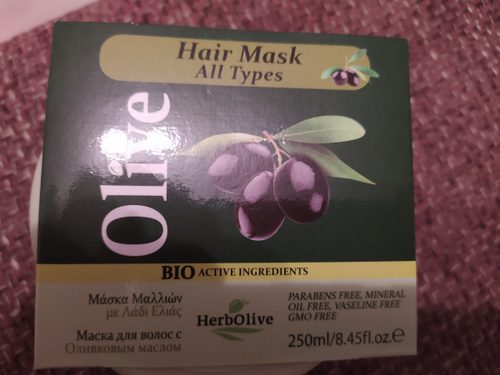 Hair Mask
All Types
Olive
BIO ACTIVE INGREDIENTS
Μάσκα Μαλλιών
με Λάδι Ελιάς
Маска для волос с
Оливковым маслом
HerbOlive
PARABENS FREE, MINERAL
OIL FREE, VASELINE FREE
GMO FREE
250ml/8.45fl.oz.℮